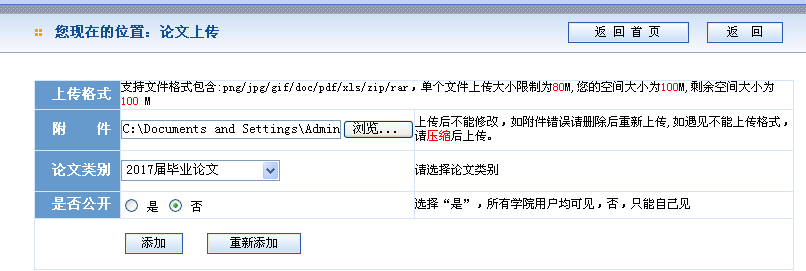 您现在的位置：论文上传 返 回 首 页 返 回
上传格式 支持文件格式包含:png/jpg/gif/doc/pdf/xls/zip/rar，单个文件上传大小限制为80M,您的空间大小为100M,剩余空间大小为
100 M
附 件 C:\Documents and Settings\Admin 浏览... 上传后不能修改，如附件错误请删除后重新上传,如遇见不能上传格式，
请压缩后上传。
论文类别 2017届毕业论文 请选择论文类别
是否公开 是 否 选择“是”，所有学院用户均可见，否，只能自己见
添加 重新添加